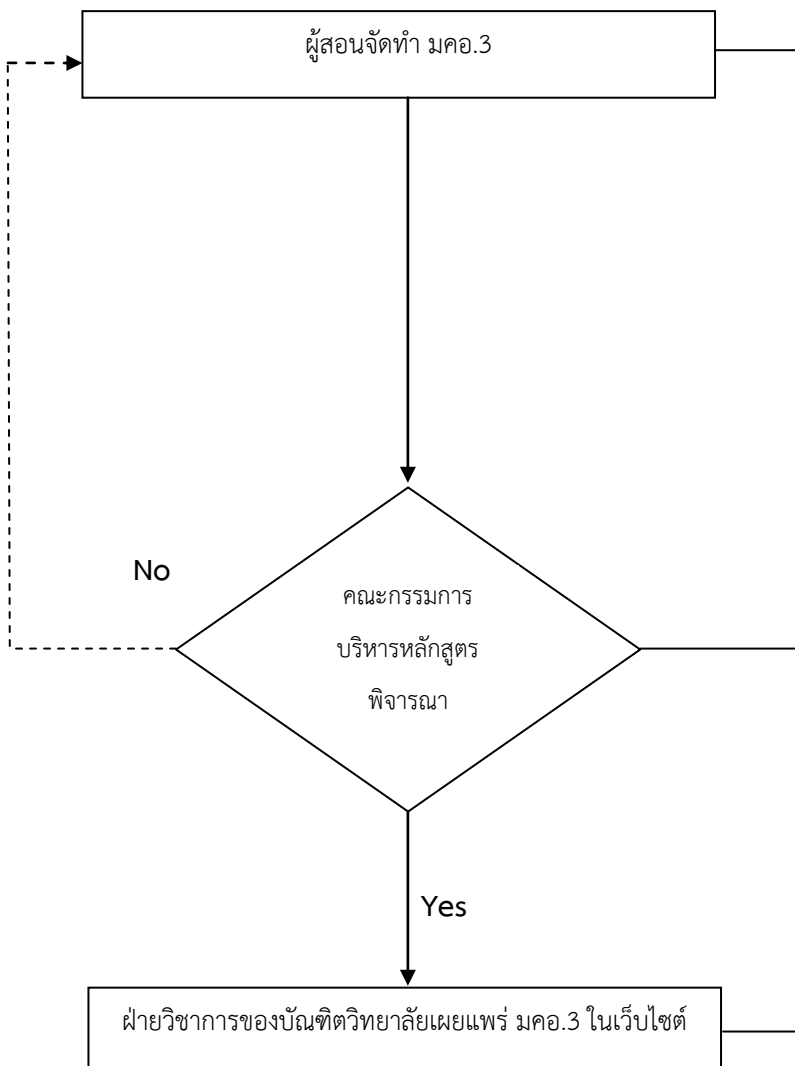 ผู้สอนจัดทำ มคอ.3
No
คณะกรรมการ
บริหารหลักสูตร
พิจารณา
Yes
ฝ่ายวิชาการของบัณฑิตวิทยาลัยเผยแพร่ มคอ.3 ในเว็บไซต์